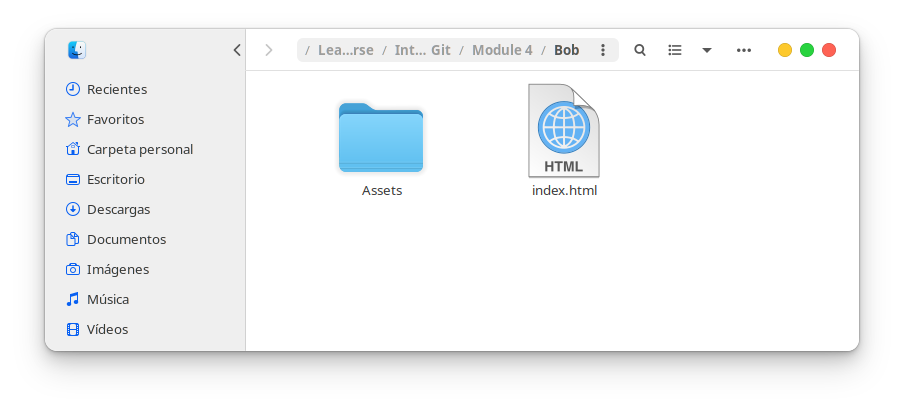 / Lea...rse / Int... Git / Module 4 / Bob
Recientes
Favoritos
Carpeta personal
Escritorio
Descargas
Documentos
Imágenes
Música
Vídeos
HTML
Assets
index.html